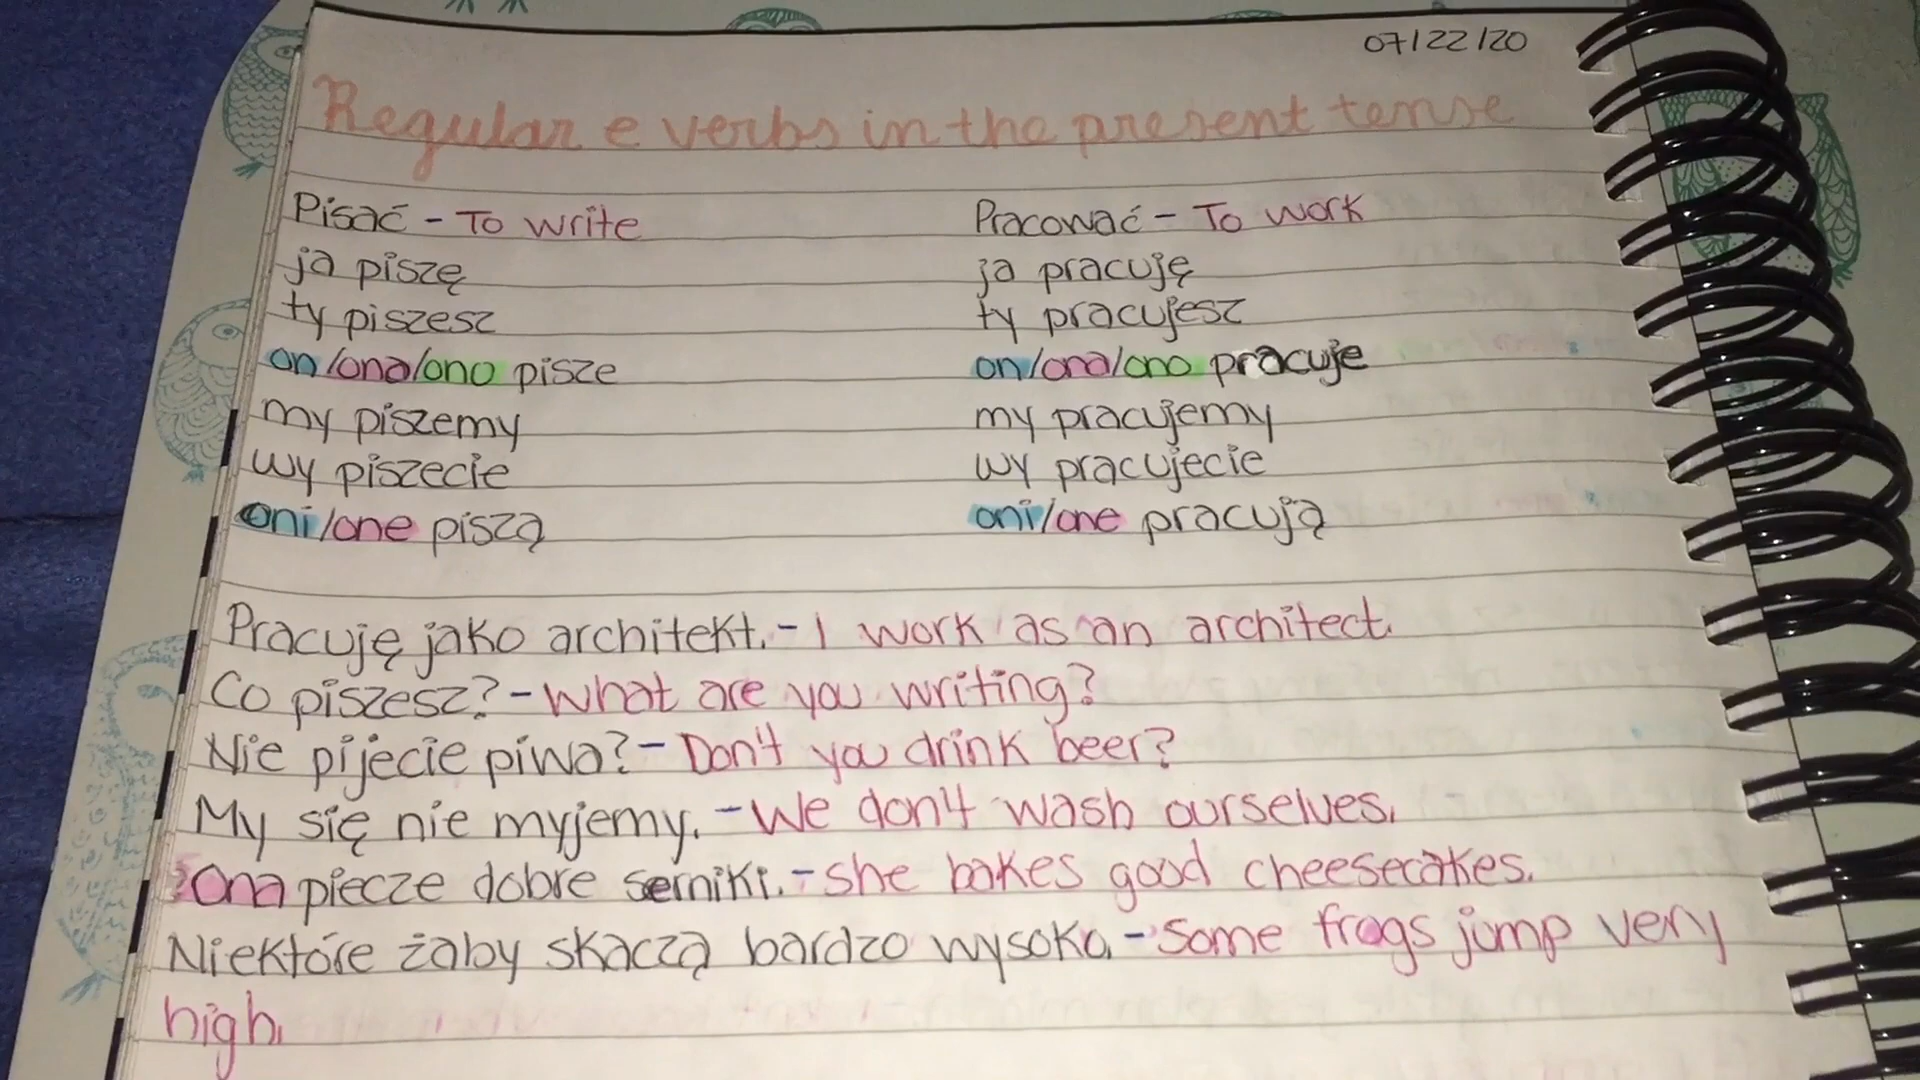 07/22/20
Regular e verbs in the present tense
Pisać - To write
ja piszę
ty piszesz
on/ona/ono pisze
my piszemy
wy piszecie
oni/one piszą
Pracować - To work
ja pracuję
ty pracujesz
on/ona/ono pracuje
my pracujemy
wy pracujecie
oni/one pracują
Pracuję jako architekt. - I work as an architect.
Co piszesz? - What are you writing?
Nie pijecie piwa? - Don't you drink beer?
My się nie myjemy. - We don't wash ourselves.
Ona piecze dobre serniki. - She bakes good cheesecakes.
Niektóre żaby skaczą bardzo wysoko. - Some frogs jump very
high.